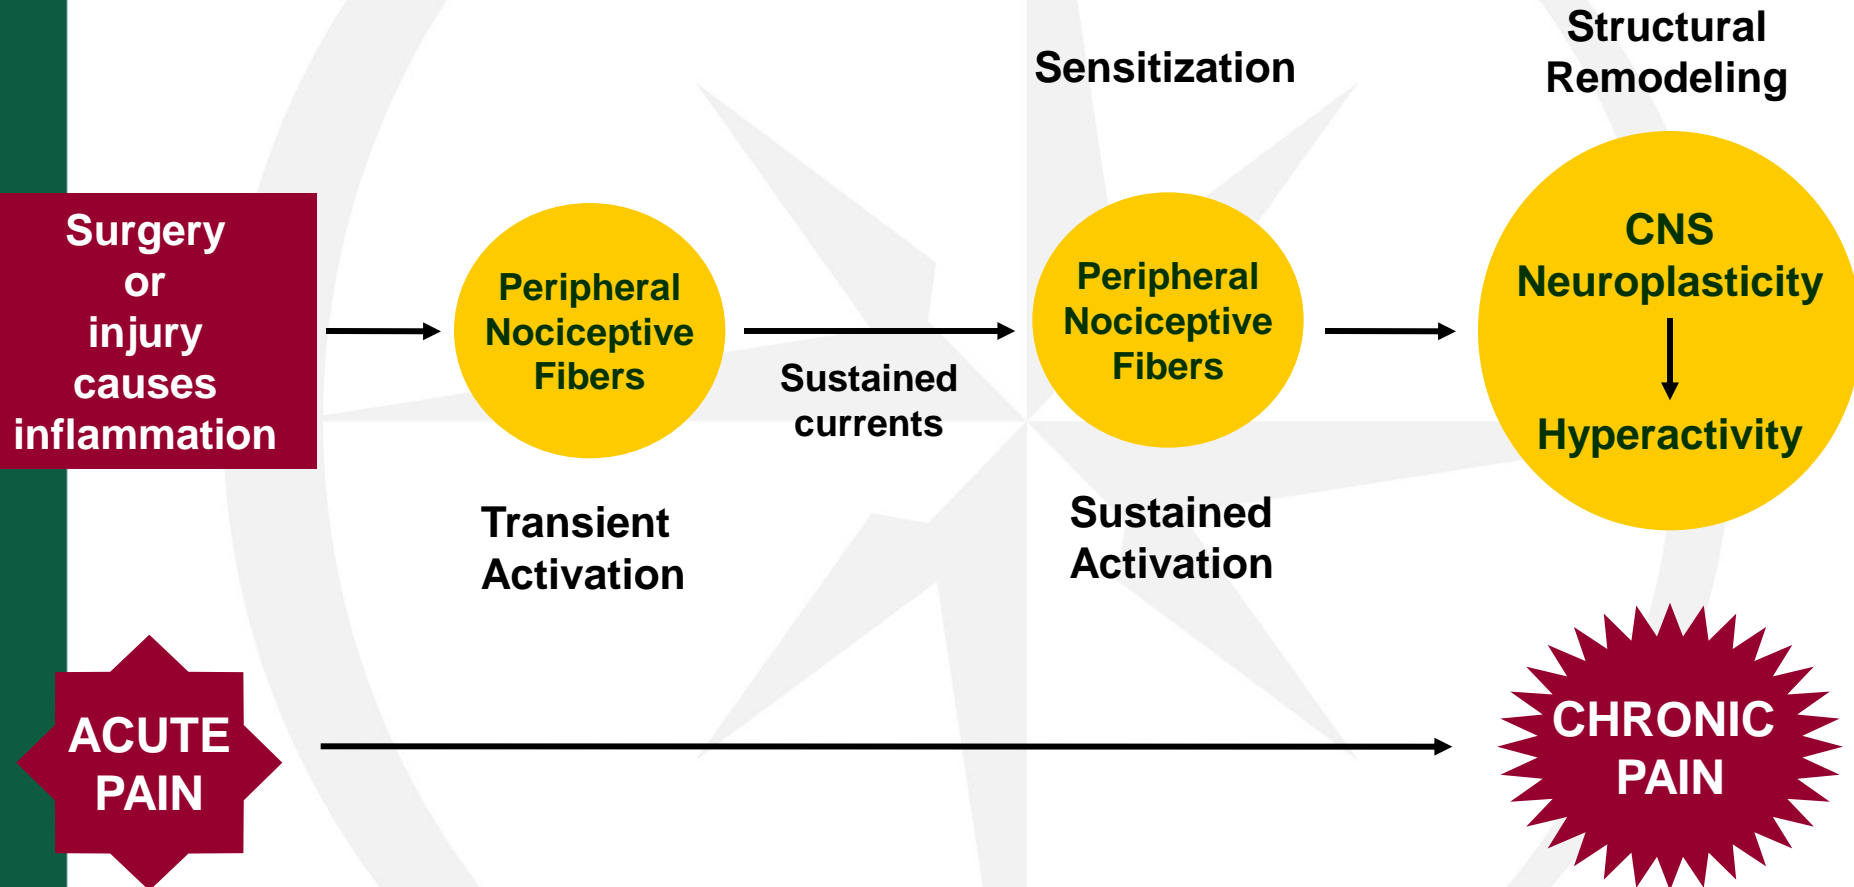 Structural
Remodeling
Sensitization
Surgery
or
injury
causes
inflammation
Peripheral
Nociceptive
Fibers
Sustained
currents
Peripheral
Nociceptive
Fibers
CNS
Neuroplasticity
Hyperactivity
Transient
Activation
Sustained
Activation
ACUTE
PAIN
CHRONIC
PAIN